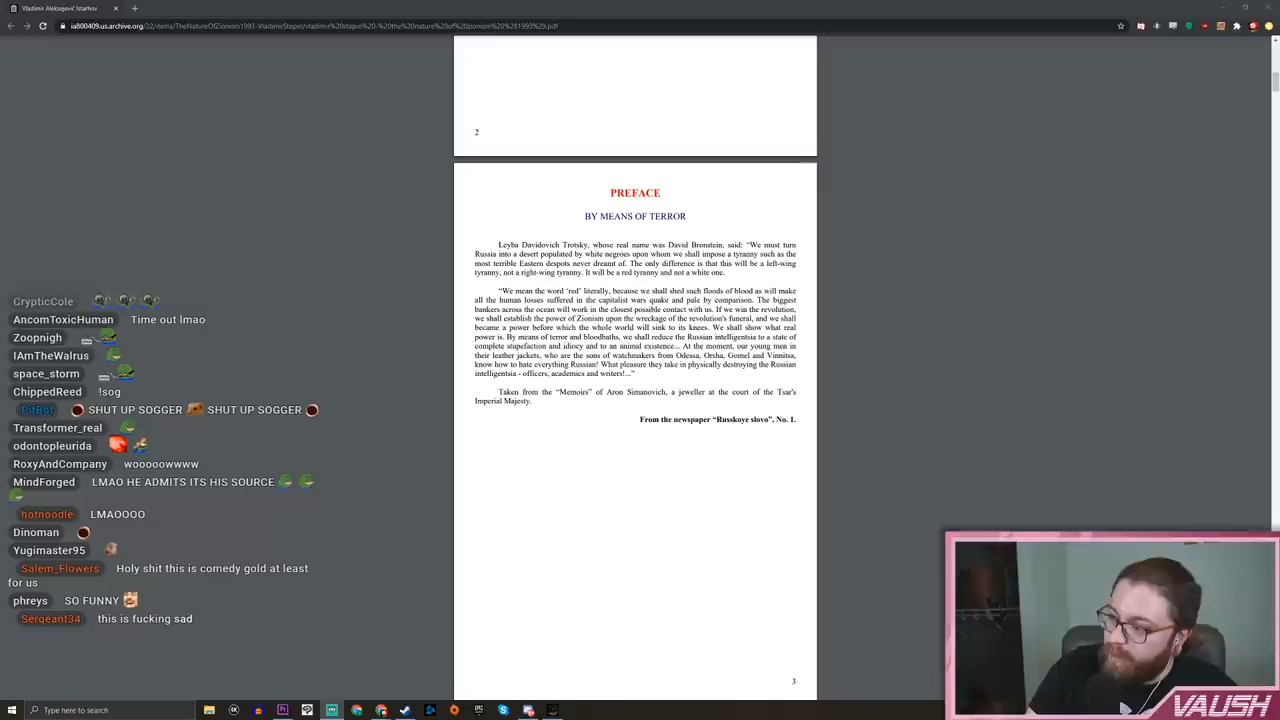 Vladimir Aleksejević Istarhov
ia800409.us.archive.org/22/items/TheNatureOfZionism1993-VladimirStepin/vladimir%20stepin%20-%20the%20nature%20of%20zionism%20%281993%29.pdf
2
PREFACE
BY MEANS OF TERROR
Leyba Davidovich Trotsky, whose real name was David Bronstein, said: “We must turn
Russia into a desert populated by white negroes upon whom we shall impose a tyranny such as the
most terrible Eastern despots never dreamt of. The only difference is that this will be a left-wing
tyranny, not a right-wing tyranny. It will be a red tyranny and not a white one.
“We mean the word ‘red’ literally, because we shall shed such floods of blood as will make
all the human losses suffered in the capitalist wars quake and pale by comparison. The biggest
bankers across the ocean will work in the closest possible contact with us. If we win the revolution,
we shall establish the power of Zionism upon the wreckage of the revolution's funeral, and we shall
became a power before which the whole world will sink to its knees. We shall show what real
power is. By means of terror and bloodbaths, we shall reduce the Russian intelligentsia to a state of
complete stupefaction and idiocy and to an animal existence... At the moment, our young men in
their leather jackets, who are the sons of watchmakers from Odessa, Orsha, Gomel and Vinnitsa,
know how to hate everything Russian! What pleasure they take in physically destroying the Russian
intelligentsia - officers, academics and writers!...”
Taken from the “Memoirs” of Aron Simanovich, a jeweller at the court of the Tsar's
Imperial Majesty.
From the newspaper “Russkoye slovo”, No. 1.
3
CrypticCole
AnacondaToxicHuman Time out lmao
Zoomtongh
IAmTheWalrus
space_storm
ChippedReed !sog
PitBot SHUT UP SOGGER SHUT UP SOGGER
Transformer_real
odontopleurida
RoxyAndCompany wooooowwww
MindForged LMAO HE ADMITS ITS HIS SOURCE
hotnoodle LMAOOOO
Dinoman
Yugimaster95
Salem_Flowers Holy shit this is comedy gold at least
for us
phreys SO FUNNY
Sergeant34 this is fucking sad
VAUSH
Type here to search